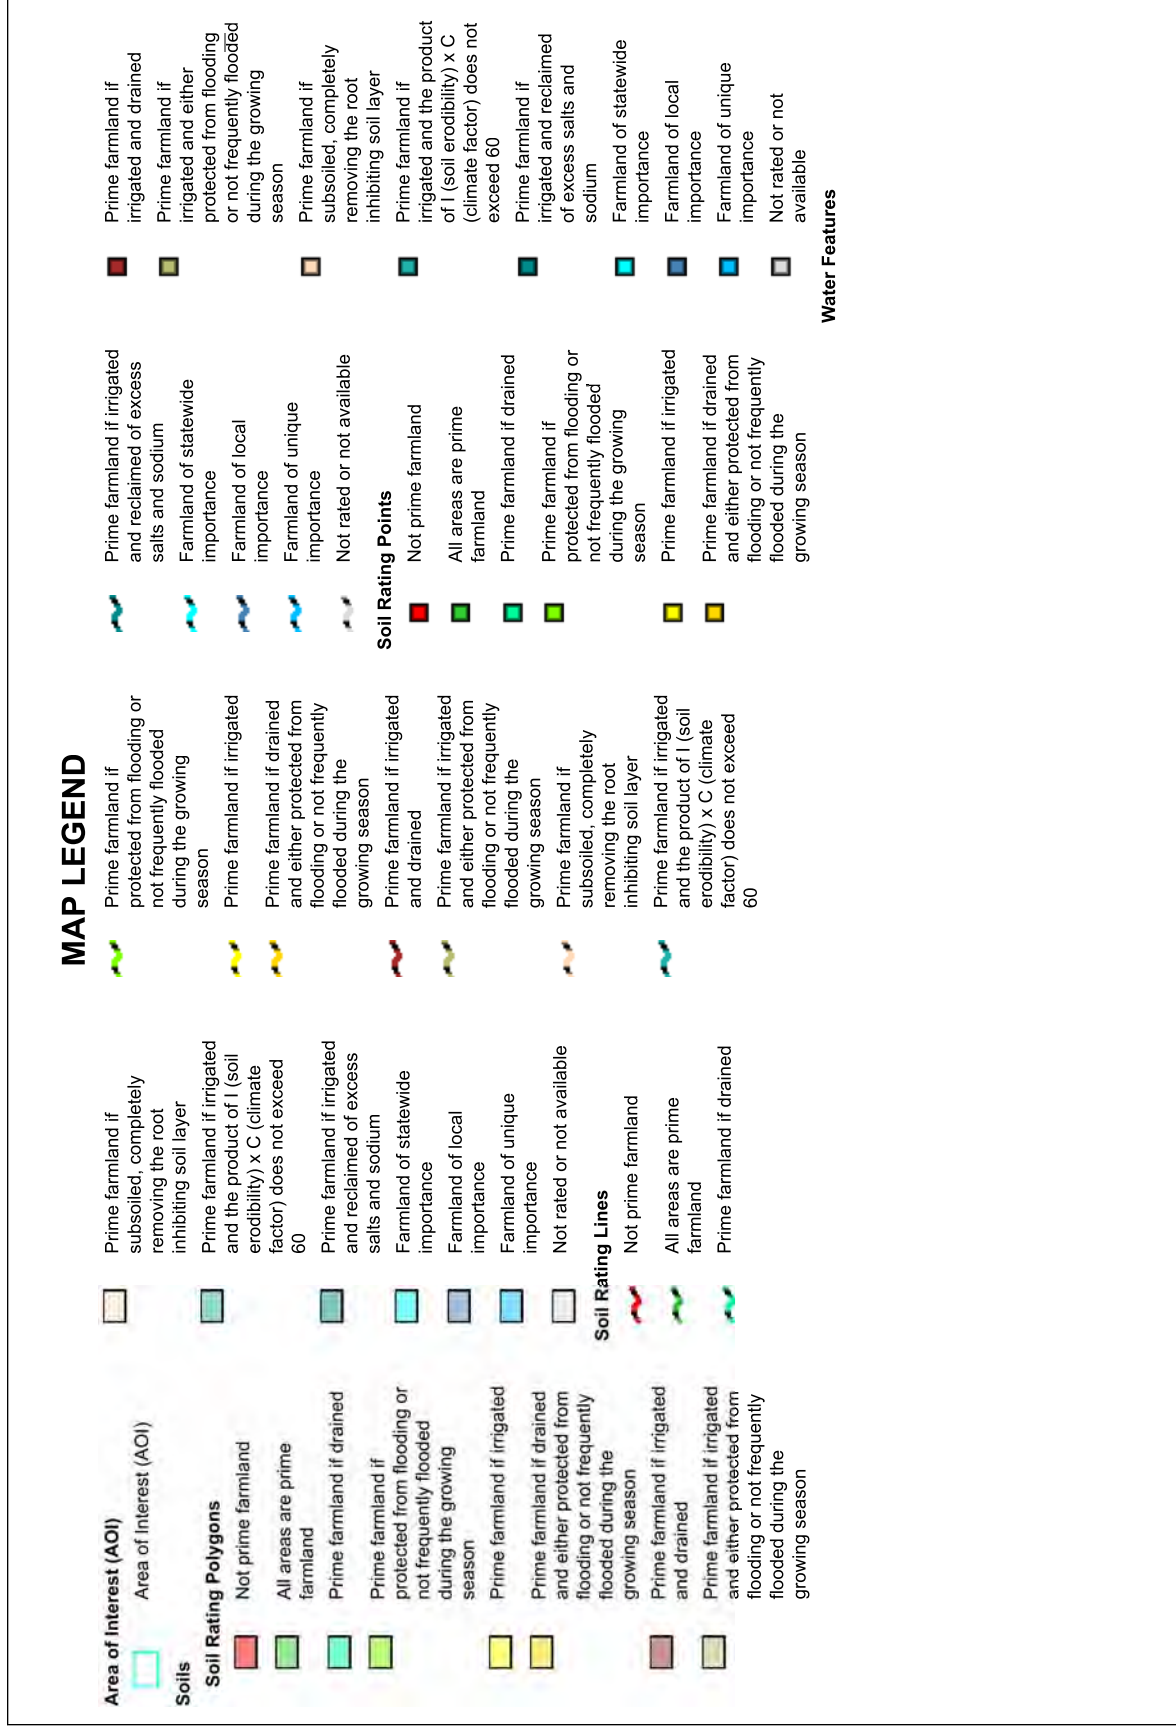 MAP LEGEND
Area of Interest (AOI)
Area of Interest (AOI)
Soils
Soil Rating Polygons
Not prime farmland
All areas are prime
farmland
Prime farmland if drained
Prime farmland if
protected from flooding or
not frequently flooded
during the growing
season
Prime farmland if irrigated
Prime farmland if drained
and either protected from
flooding or not frequently
flooded during the
growing season
Prime farmland if irrigated
and drained
Prime farmland if irrigated
and either protected from
flooding or not frequently
flooded during the
growing season
Prime farmland if
subsoiled, completely
removing the root
inhibiting soil layer
Prime farmland if irrigated
and the product of I (soil
erodibility) x C (climate
factor) does not exceed
60
Prime farmland if irrigated
and reclaimed of excess
salts and sodium
Farmland of statewide
importance
Farmland of local
importance
Farmland of unique
importance
Not rated or not available
Soil Rating Lines
Not prime farmland
All areas are prime
farmland
Prime farmland if drained
Prime farmland if
protected from flooding or
not frequently flooded
during the growing
season
Prime farmland if irrigated
Prime farmland if drained
and either protected from
flooding or not frequently
flooded during the
growing season
Prime farmland if irrigated
and drained
Prime farmland if irrigated
and either protected from
flooding or not frequently
flooded during the
growing season
Prime farmland if
subsoiled, completely
removing the root
inhibiting soil layer
Prime farmland if irrigated
and the product of I (soil
erodibility) x C (climate
factor) does not exceed
60
Prime farmland if irrigated
and reclaimed of excess
salts and sodium
Farmland of statewide
importance
Farmland of local
importance
Farmland of unique
importance
Not rated or not available
Soil Rating Points
Not prime farmland
All areas are prime
farmland
Prime farmland if drained
Prime farmland if
protected from flooding or
not frequently flooded
during the growing
season
Prime farmland if irrigated
Prime farmland if drained
and either protected from
flooding or not frequently
flooded during the
growing season
Prime farmland if
irrigated and drained
Prime farmland if
irrigated and either
protected from flooding
or not frequently flooded
during the growing
season
Prime farmland if
subsoiled, completely
removing the root
inhibiting soil layer
Prime farmland if
irrigated and the product
of I (soil erodibility) x C
(climate factor) does not
exceed 60
Prime farmland if
irrigated and reclaimed
of excess salts and
sodium
Farmland of statewide
importance
Farmland of local
importance
Farmland of unique
importance
Not rated or not
available
Water Features